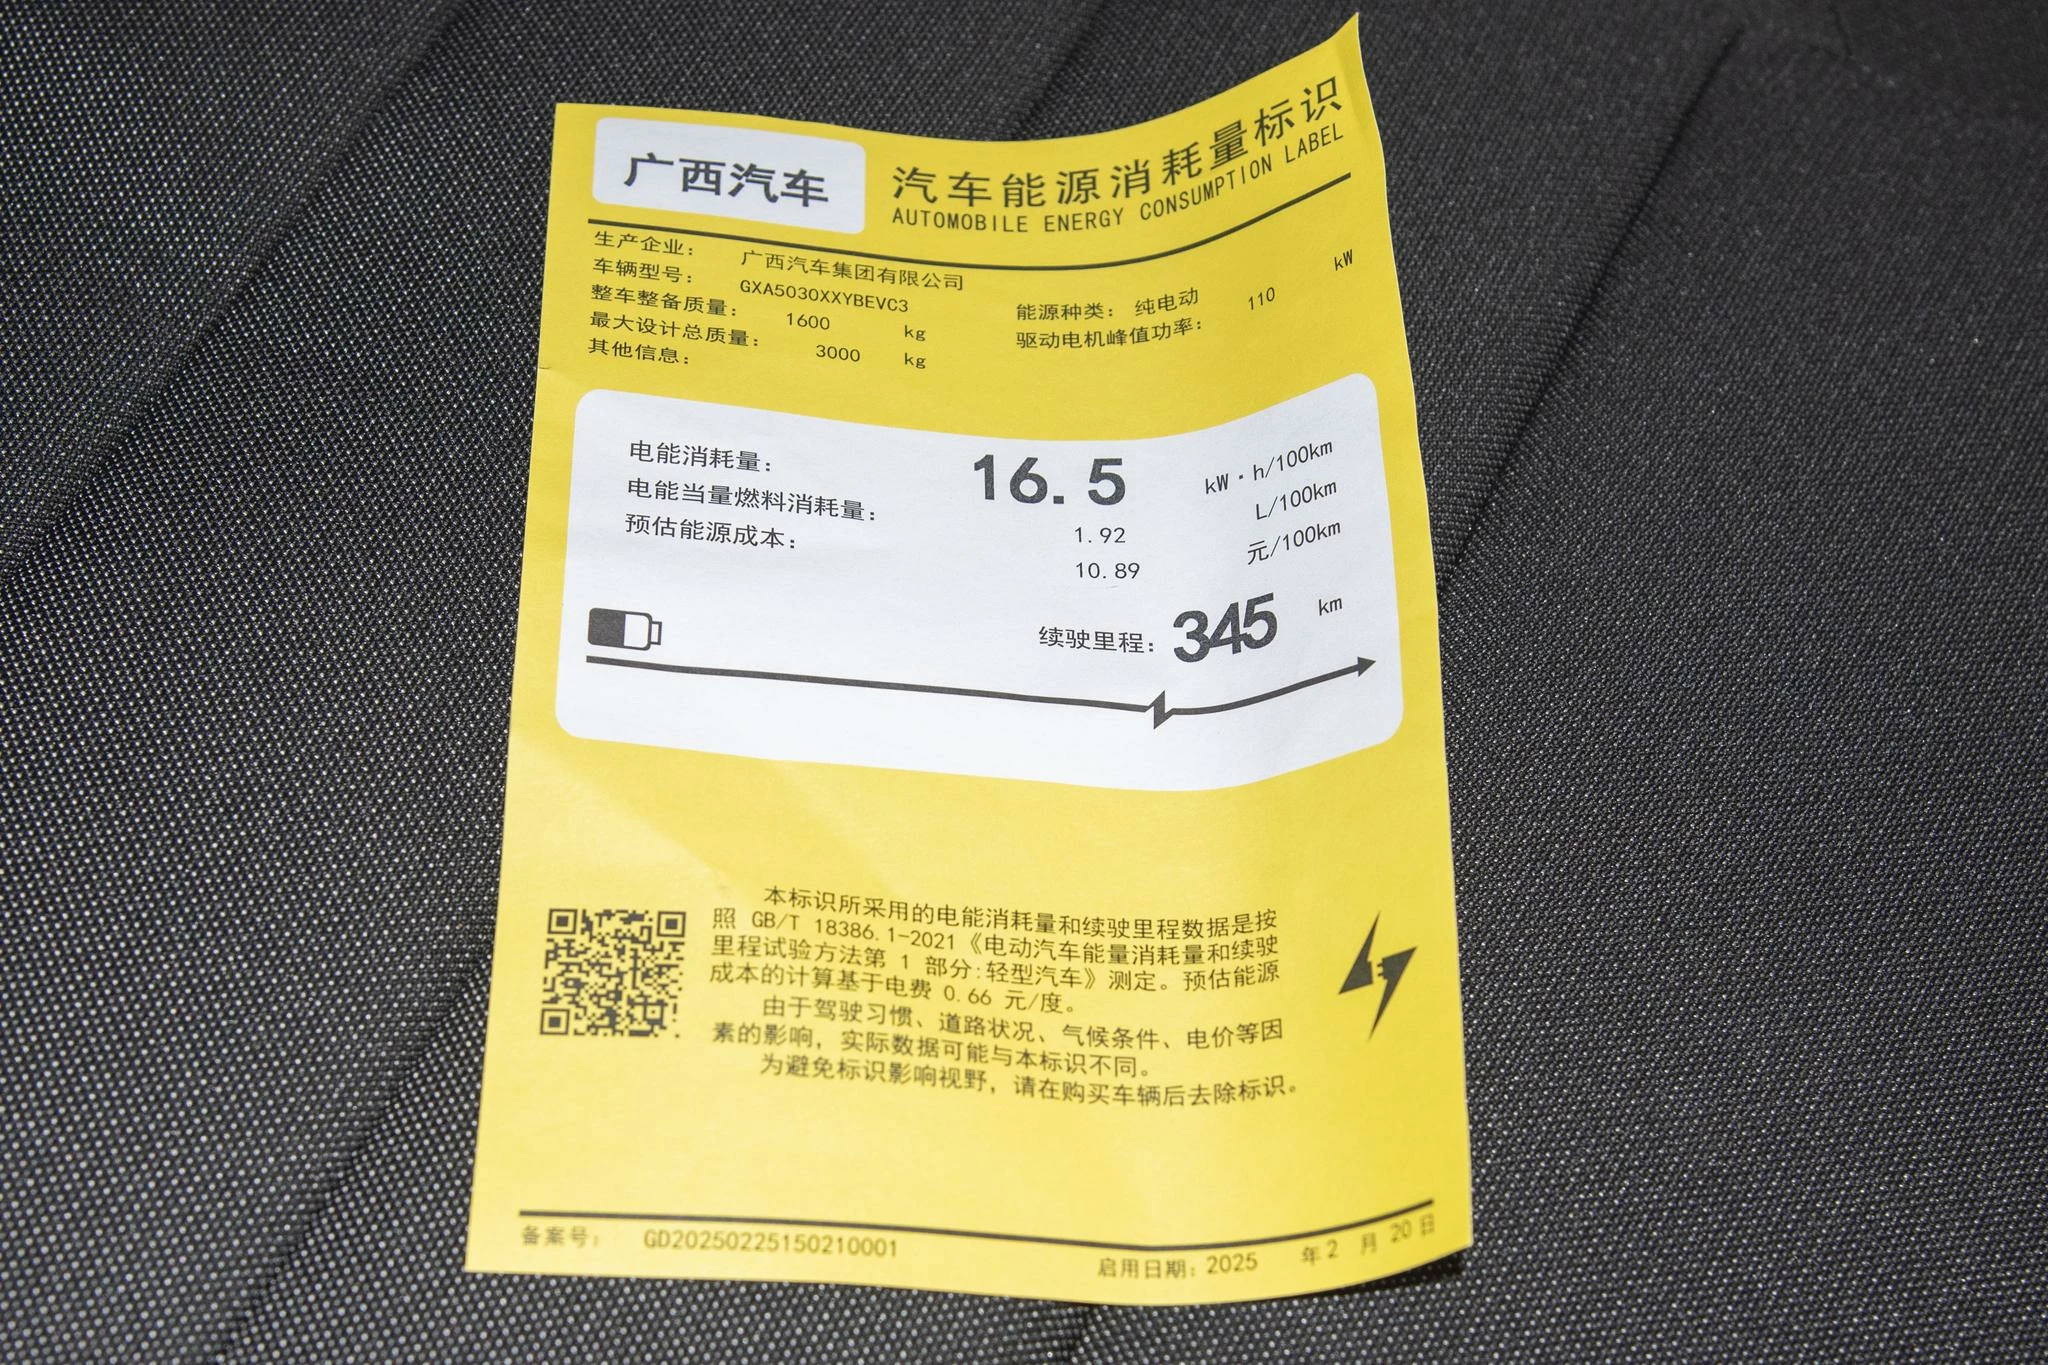 广西汽车
汽车能源消耗量标识
AUTOMOBILE ENERGY CONSUMPTION LABEL
生产企业： 广西汽车集团有限公司
车辆型号： GXA5030XXYBEVC3
整车整备质量： 1600 kg
最大设计总质量： 3000 kg
其他信息：
能源种类： 纯电动
驱动电机峰值功率： 110 kW
电能消耗量： 16.5 kW·h/100km
电能当量燃料消耗量： 1.92 L/100km
预估能源成本： 10.89 元/100km
续驶里程： 345 km
本标识所采用的电能消耗量和续驶里程数据是按
照 GB/T 18386.1-2021《电动汽车能量消耗量和续驶
里程试验方法第 1 部分:轻型汽车》测定。预估能源
成本的计算基于电费 0.66 元/度。
由于驾驶习惯、道路状况、气候条件、电价等因
素的影响，实际数据可能与本标识不同。
为避免标识影响视野，请在购买车辆后去除标识。
备案号： GD20250225150210001
启用日期：2025 年 2 月 20 日